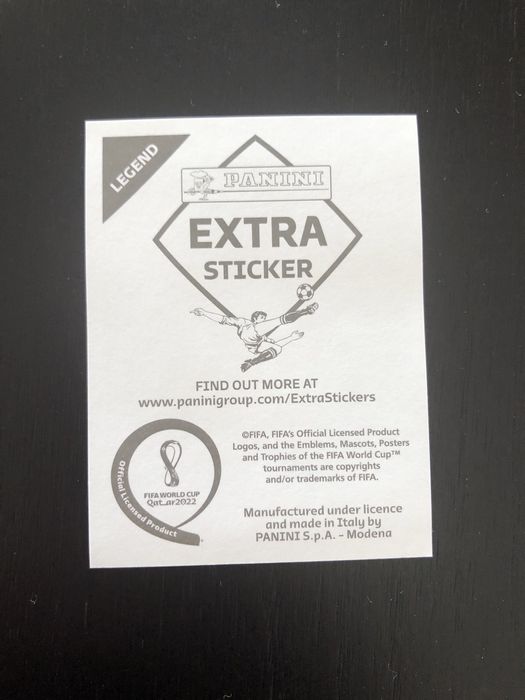 LEGEND
PANINI
EXTRA
STICKER
FIND OUT MORE AT
www.paninigroup.com/ExtraStickers
©FIFA, FIFA's Official Licensed Product
Logos, and the Emblems, Mascots, Posters
and Trophies of the FIFA World Cup™
tournaments are copyrights
and/or trademarks of FIFA.
FIFA WORLD CUP
Qatar2022
Official Licensed Product
Manufactured under licence
and made in Italy by
PANINI S.p.A. - Modena